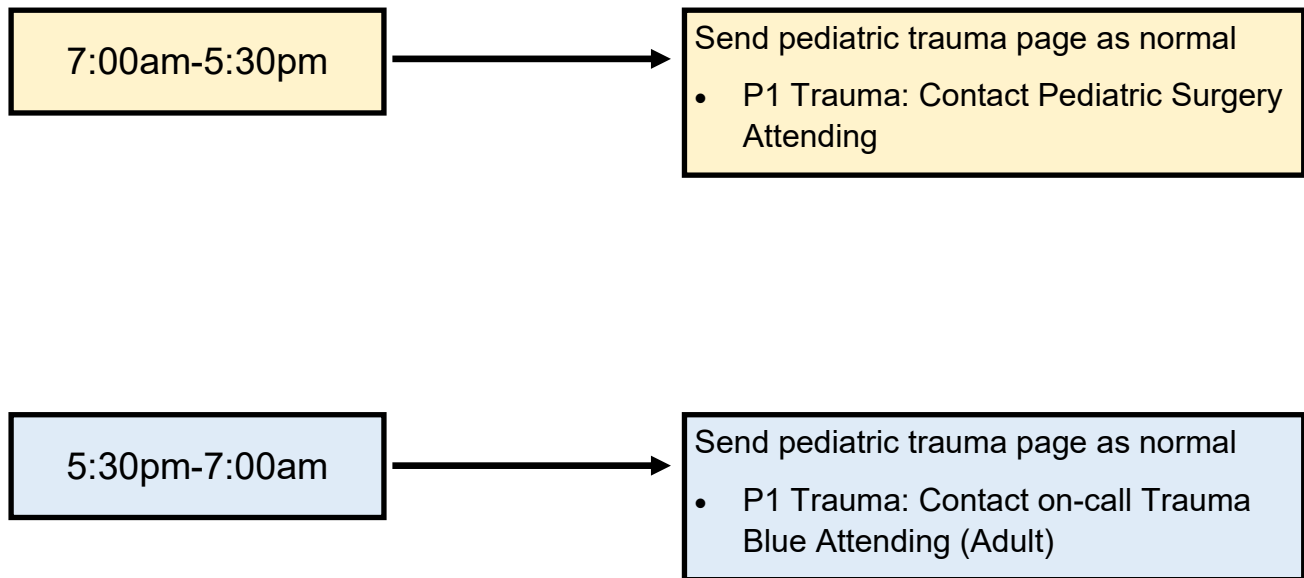 7:00am-5:30pm
Send pediatric trauma page as normal
• P1 Trauma: Contact Pediatric Surgery
Attending
5:30pm-7:00am
Send pediatric trauma page as normal
• P1 Trauma: Contact on-call Trauma
Blue Attending (Adult)